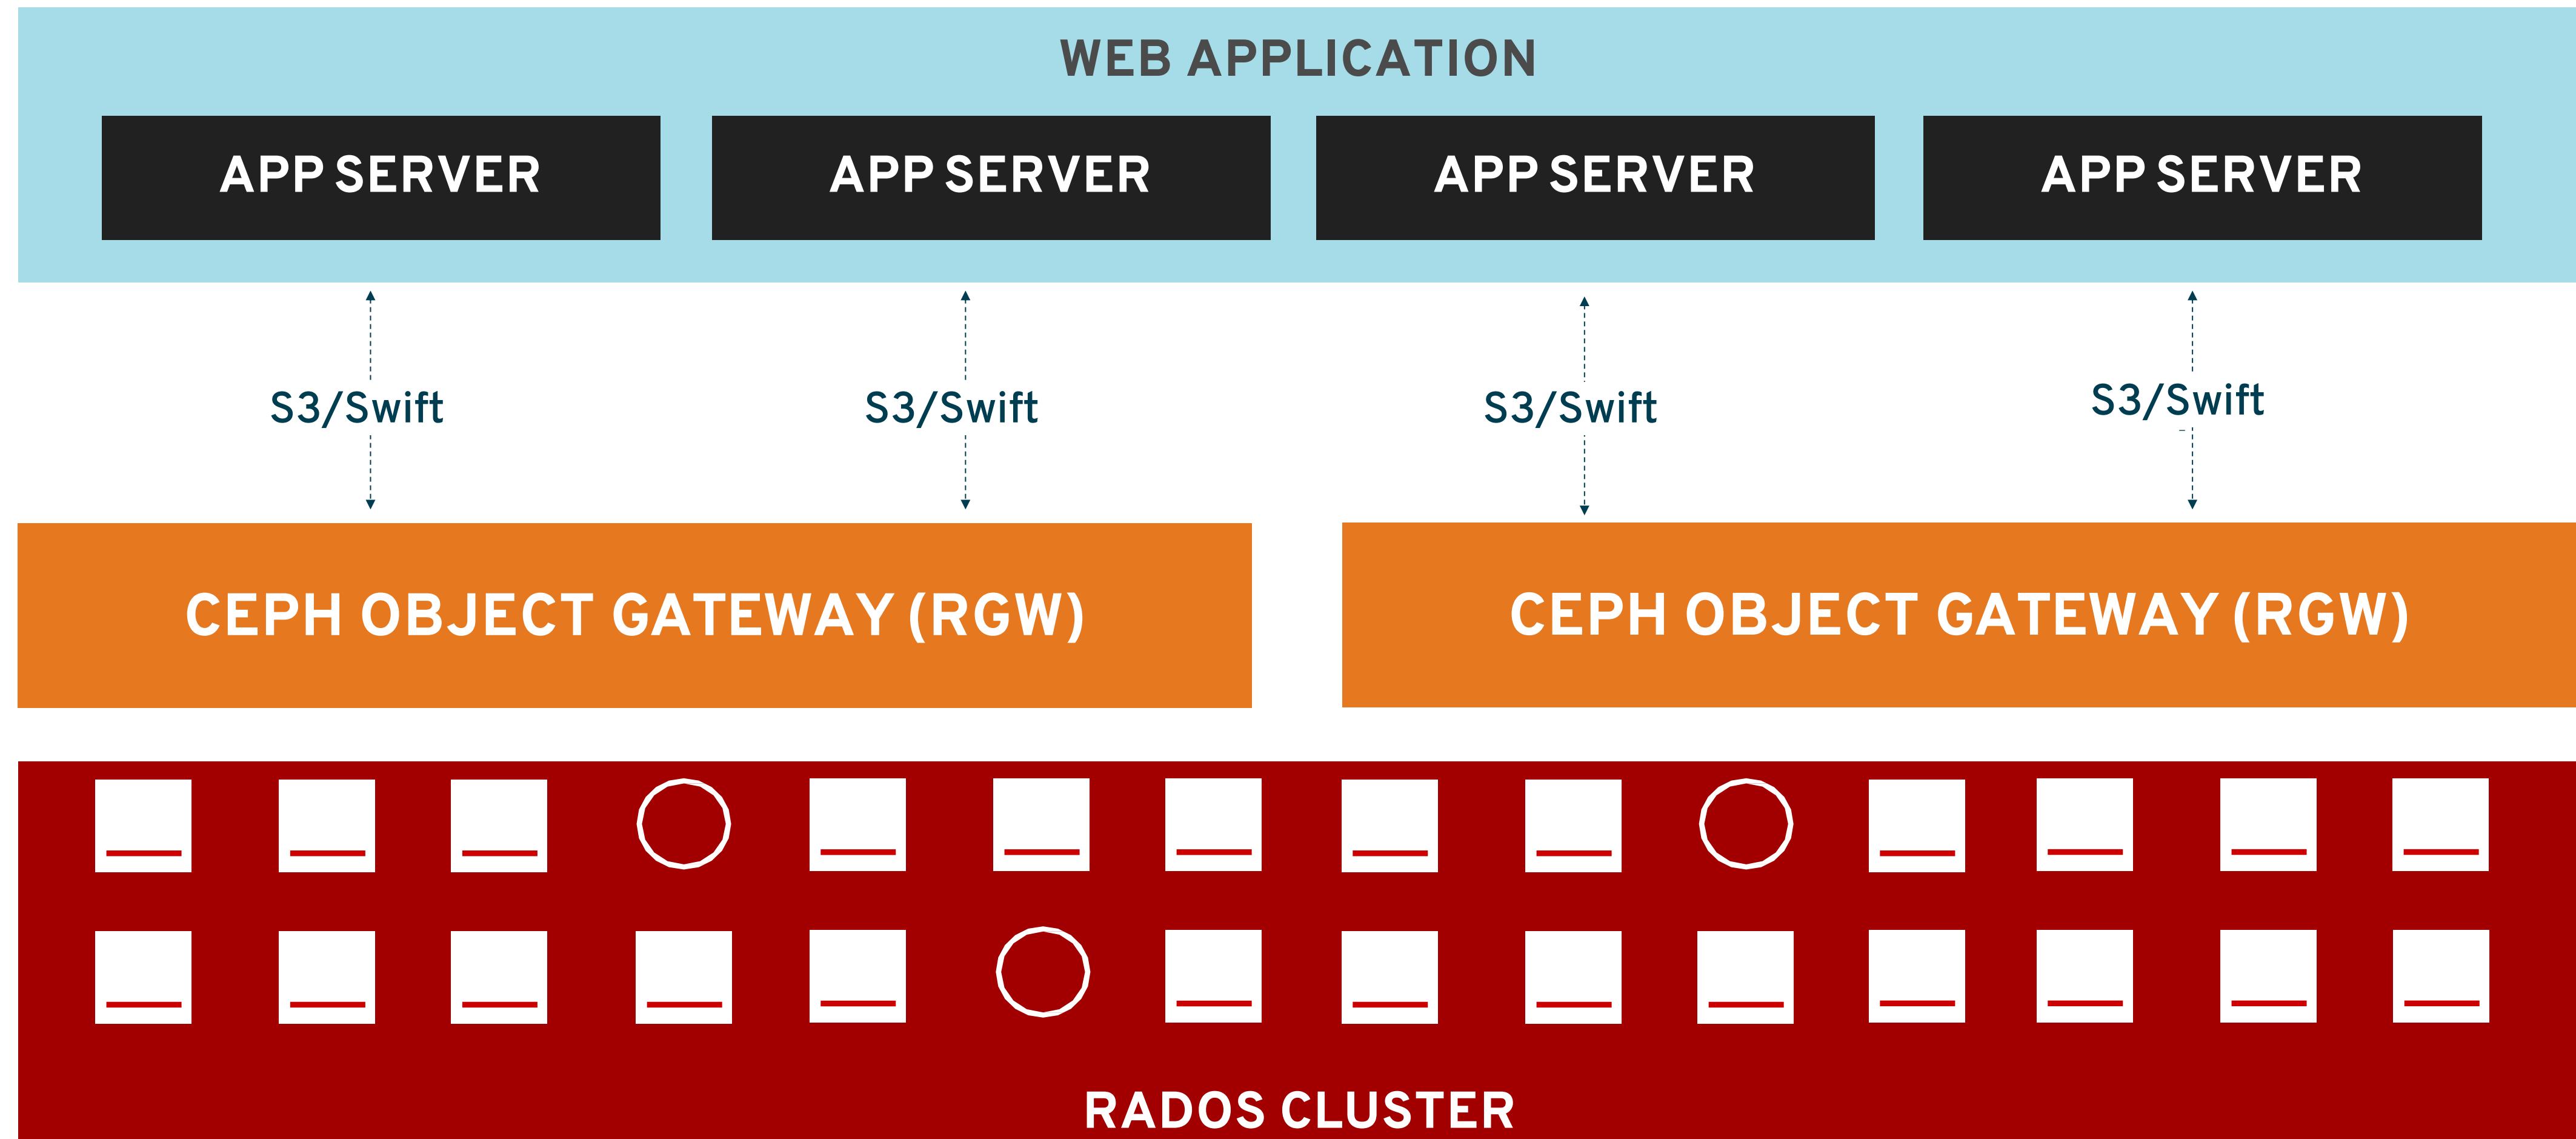 WEB APPLICATION
APP SERVER
APP SERVER
APP SERVER
APP SERVER
S3/Swift
S3/Swift
S3/Swift
S3/Swift
CEPH OBJECT GATEWAY (RGW)
CEPH OBJECT GATEWAY (RGW)
RADOS CLUSTER